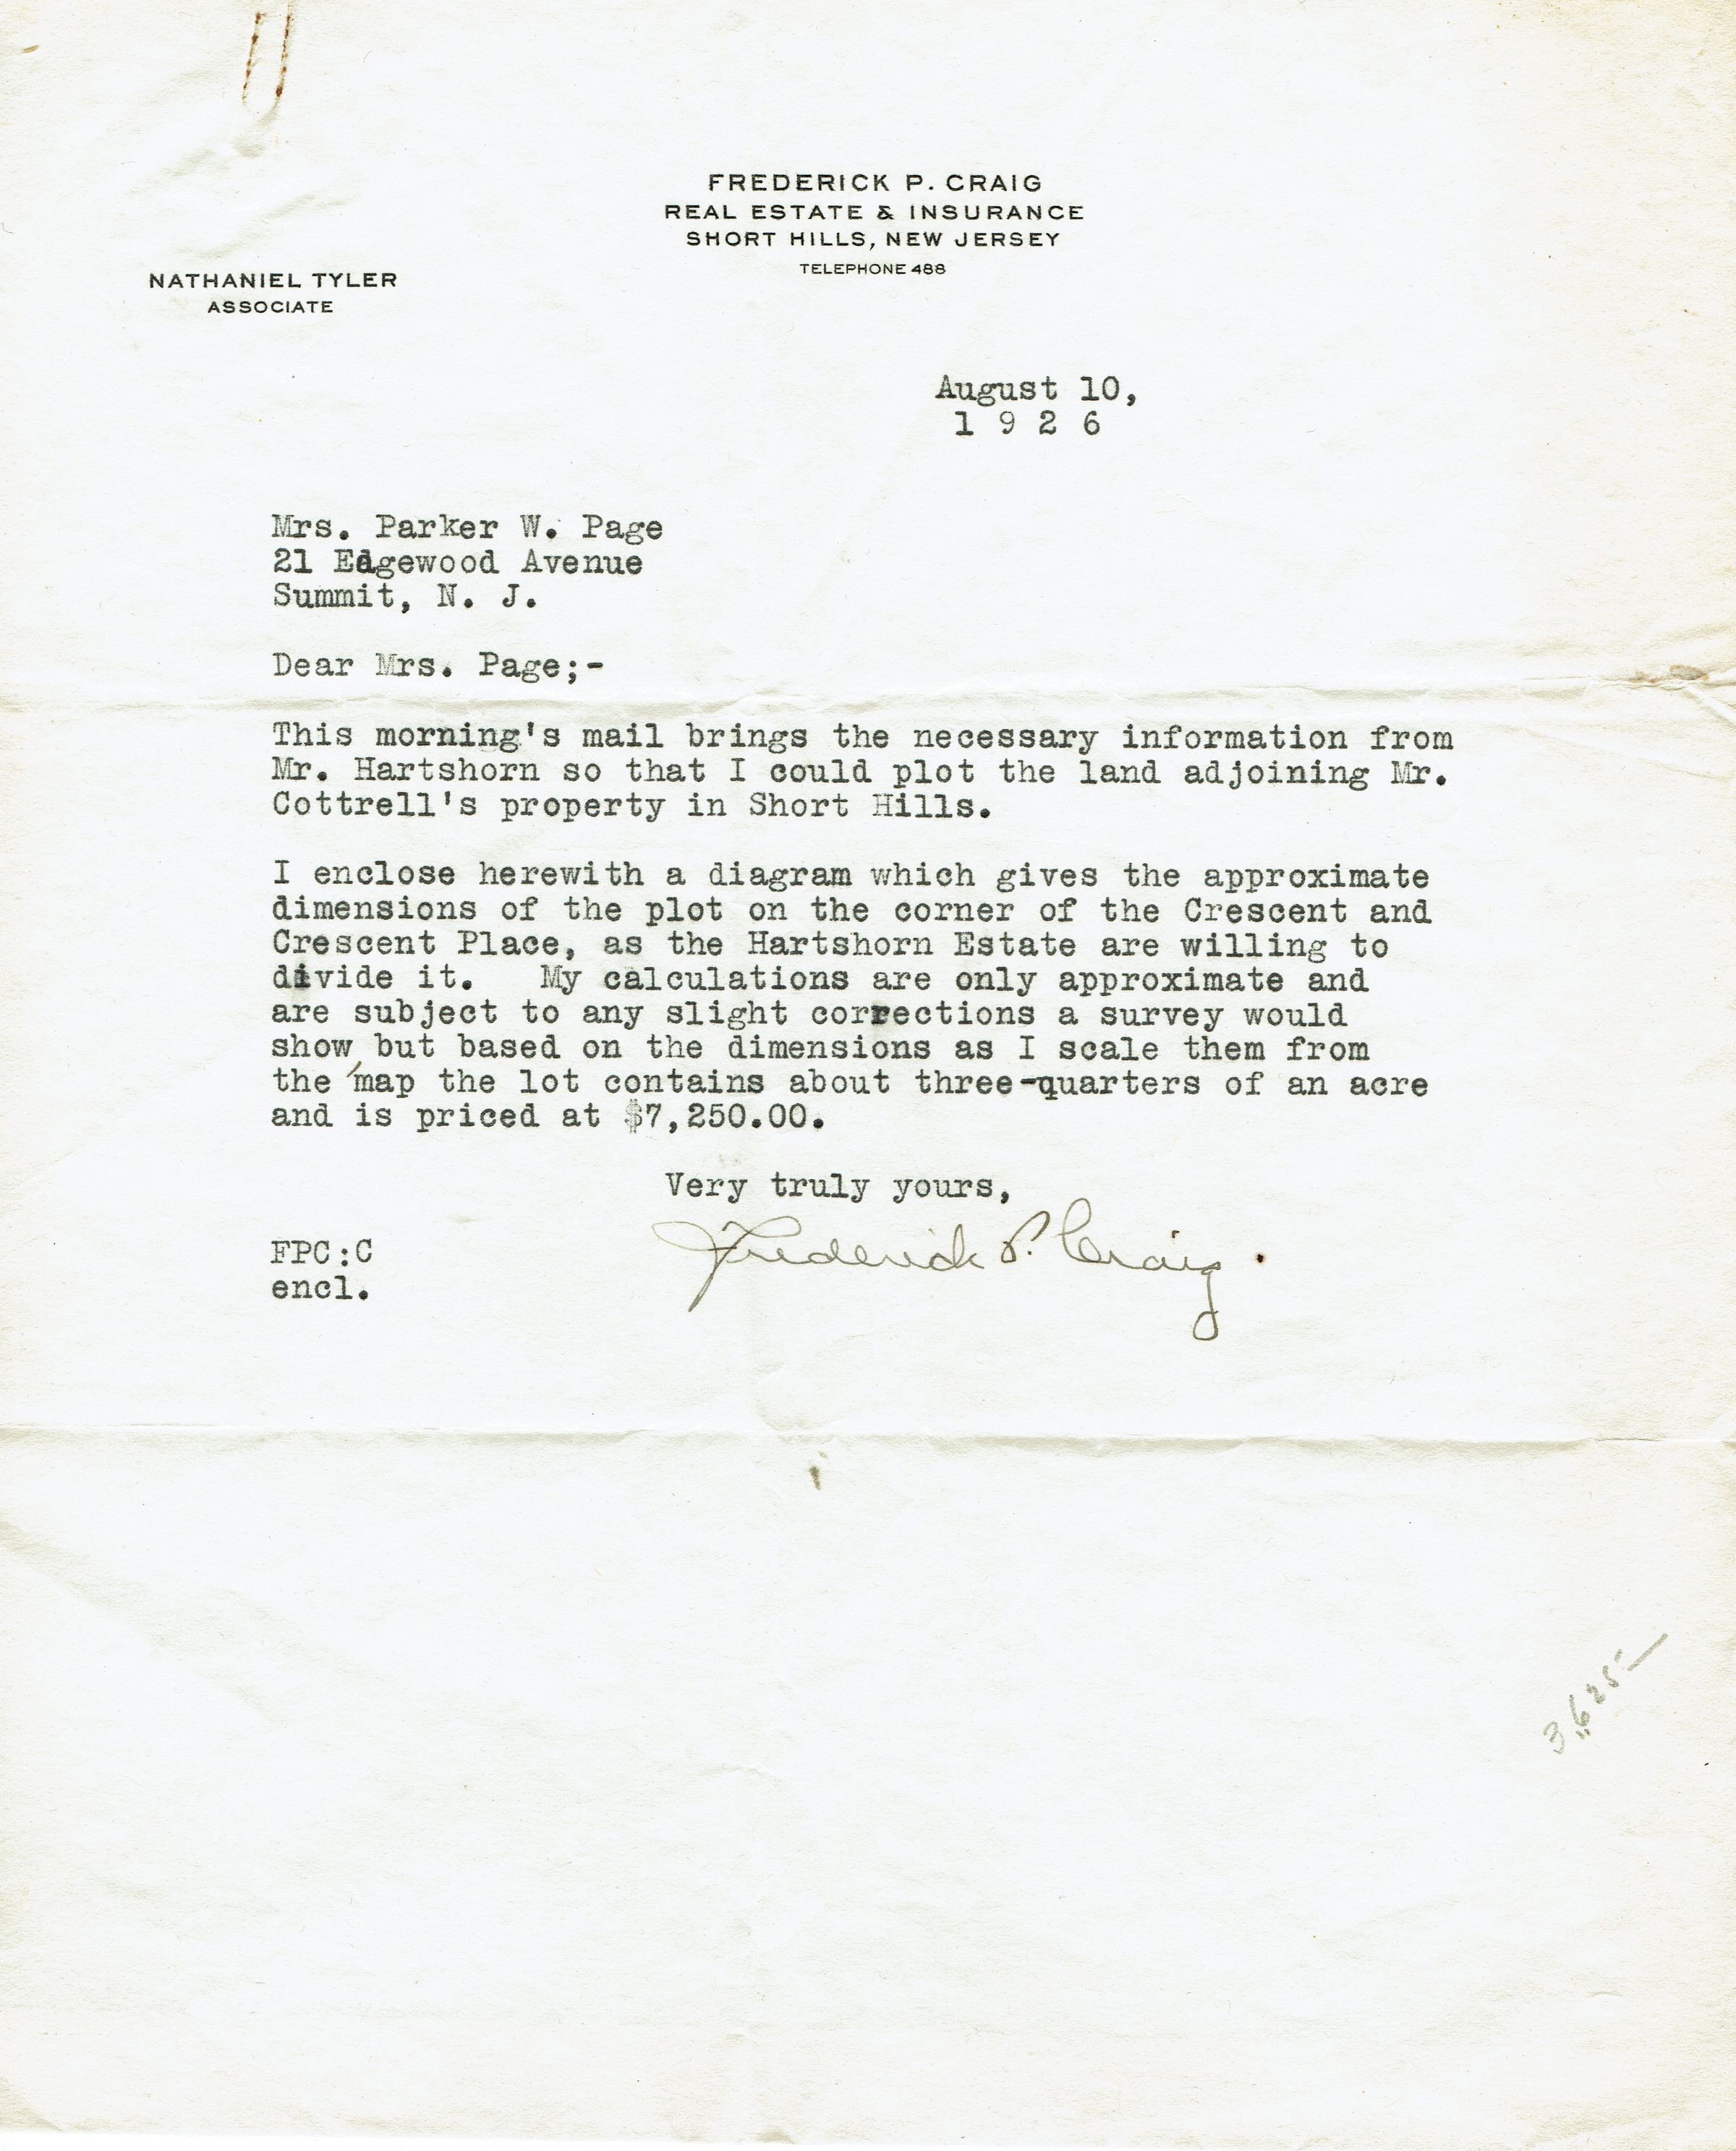 FREDERICK P. CRAIG
REAL ESTATE & INSURANCE
SHORT HILLS, NEW JERSEY
TELEPHONE 488
NATHANIEL TYLER
ASSOCIATE
August 10,
1 9 2 6
Mrs. Parker W. Page
21 Edgewood Avenue
Summit, N. J.
Dear Mrs. Page;-
This morning's mail brings the necessary information from
Mr. Hartshorn so that I could plot the land adjoining Mr.
Cottrell's property in Short Hills.
I enclose herewith a diagram which gives the approximate
dimensions of the plot on the corner of the Crescent and
Crescent Place, as the Hartshorn Estate are willing to
divide it. My calculations are only approximate and
are subject to any slight corrections a survey would
show, but based on the dimensions as I scale them from
the map the lot contains about three-quarters of an acre
and is priced at $7,250.00.
Very truly yours,
Frederick P. Craig.
FPC:C
encl.
3,625-